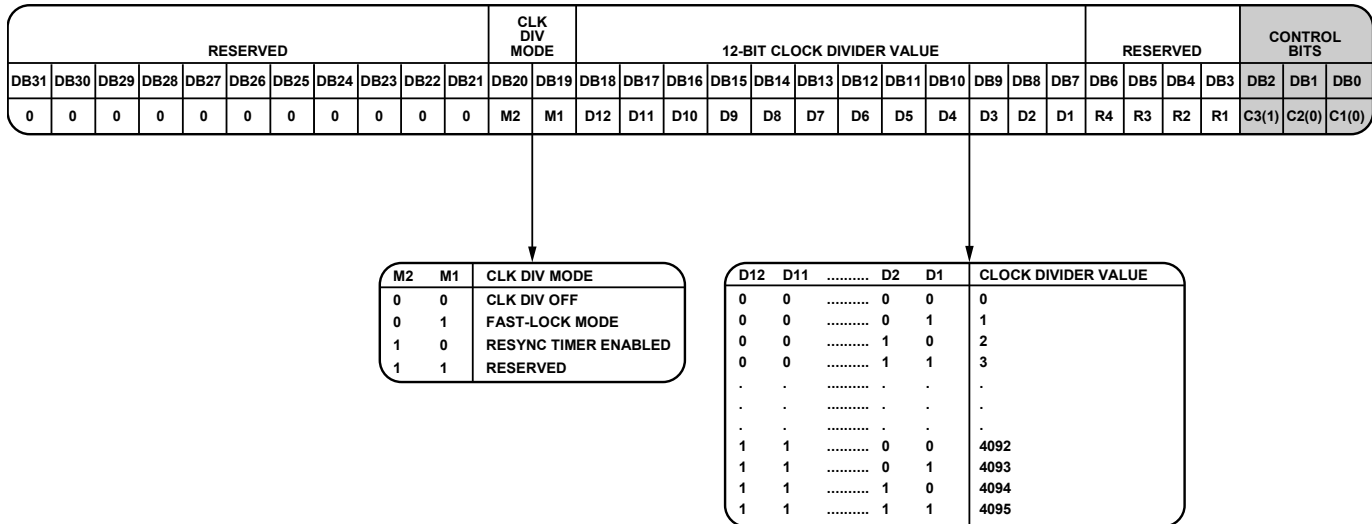 RESERVED CLK DIV MODE 12-BIT CLOCK DIVIDER VALUE RESERVED CONTROL BITS
DB31 DB30 DB29 DB28 DB27 DB26 DB25 DB24 DB23 DB22 DB21 DB20 DB19 DB18 DB17 DB16 DB15 DB14 DB13 DB12 DB11 DB10 DB9 DB8 DB7 DB6 DB5 DB4 DB3 DB2 DB1 DB0
0 0 0 0 0 0 0 0 0 0 0 M2 M1 D12 D11 D10 D9 D8 D7 D6 D5 D4 D3 D2 D1 R4 R3 R2 R1 C3(1) C2(0) C1(0)
M2 M1 CLK DIV MODE
0 0 CLK DIV OFF
0 1 FAST-LOCK MODE
1 0 RESYNC TIMER ENABLED
1 1 RESERVED
D12 D11 .......... D2 D1 CLOCK DIVIDER VALUE
0 0 .......... 0 0 0
0 0 .......... 0 1 1
0 0 .......... 1 0 2
0 0 .......... 1 1 3
. . .......... . . .
. . .......... . . .
. . .......... . . .
1 1 .......... 0 0 4092
1 1 .......... 0 1 4093
1 1 .......... 1 0 4094
1 1 .......... 1 1 4095